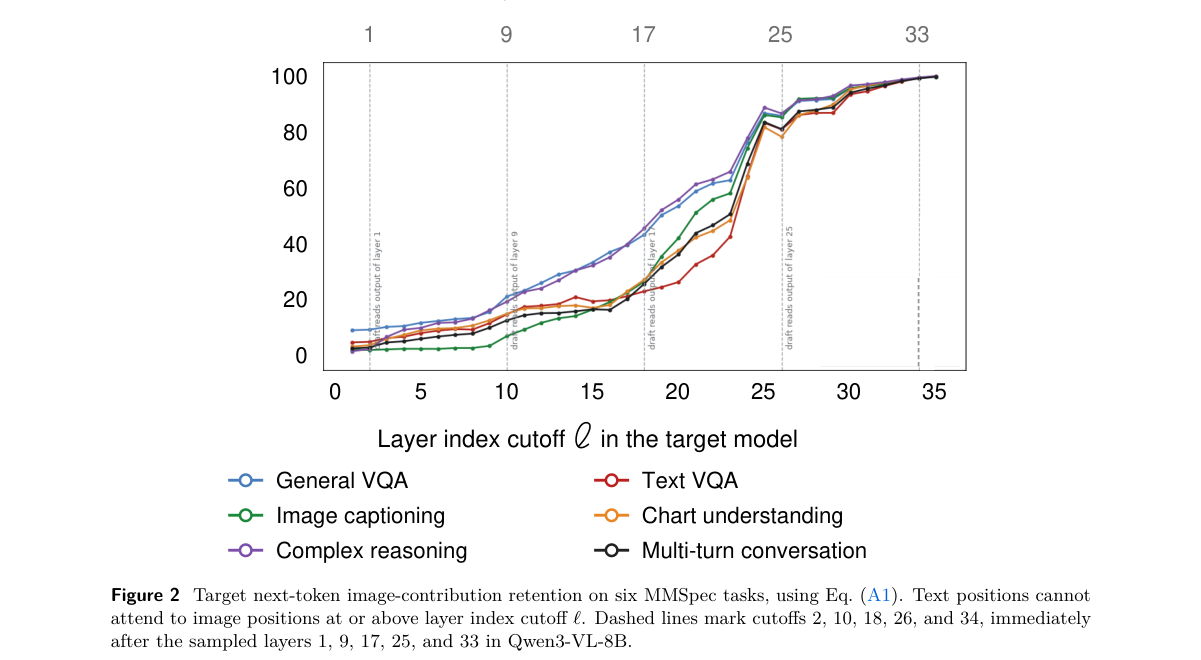 1 9 17 25 33
100
80
60
40
20
0
draft reads output of layer 1
draft reads output of layer 9
draft reads output of layer 17
draft reads output of layer 25
0 5 10 15 20 25 30 35
Layer index cutoff ℓ in the target model
General VQA
Text VQA
Image captioning
Chart understanding
Complex reasoning
Multi-turn conversation
Figure 2 Target next-token image-contribution retention on six MMSpec tasks, using Eq. (A1). Text positions cannot
attend to image positions at or above layer index cutoff ℓ. Dashed lines mark cutoffs 2, 10, 18, 26, and 34, immediately
after the sampled layers 1, 9, 17, 25, and 33 in Qwen3-VL-8B.